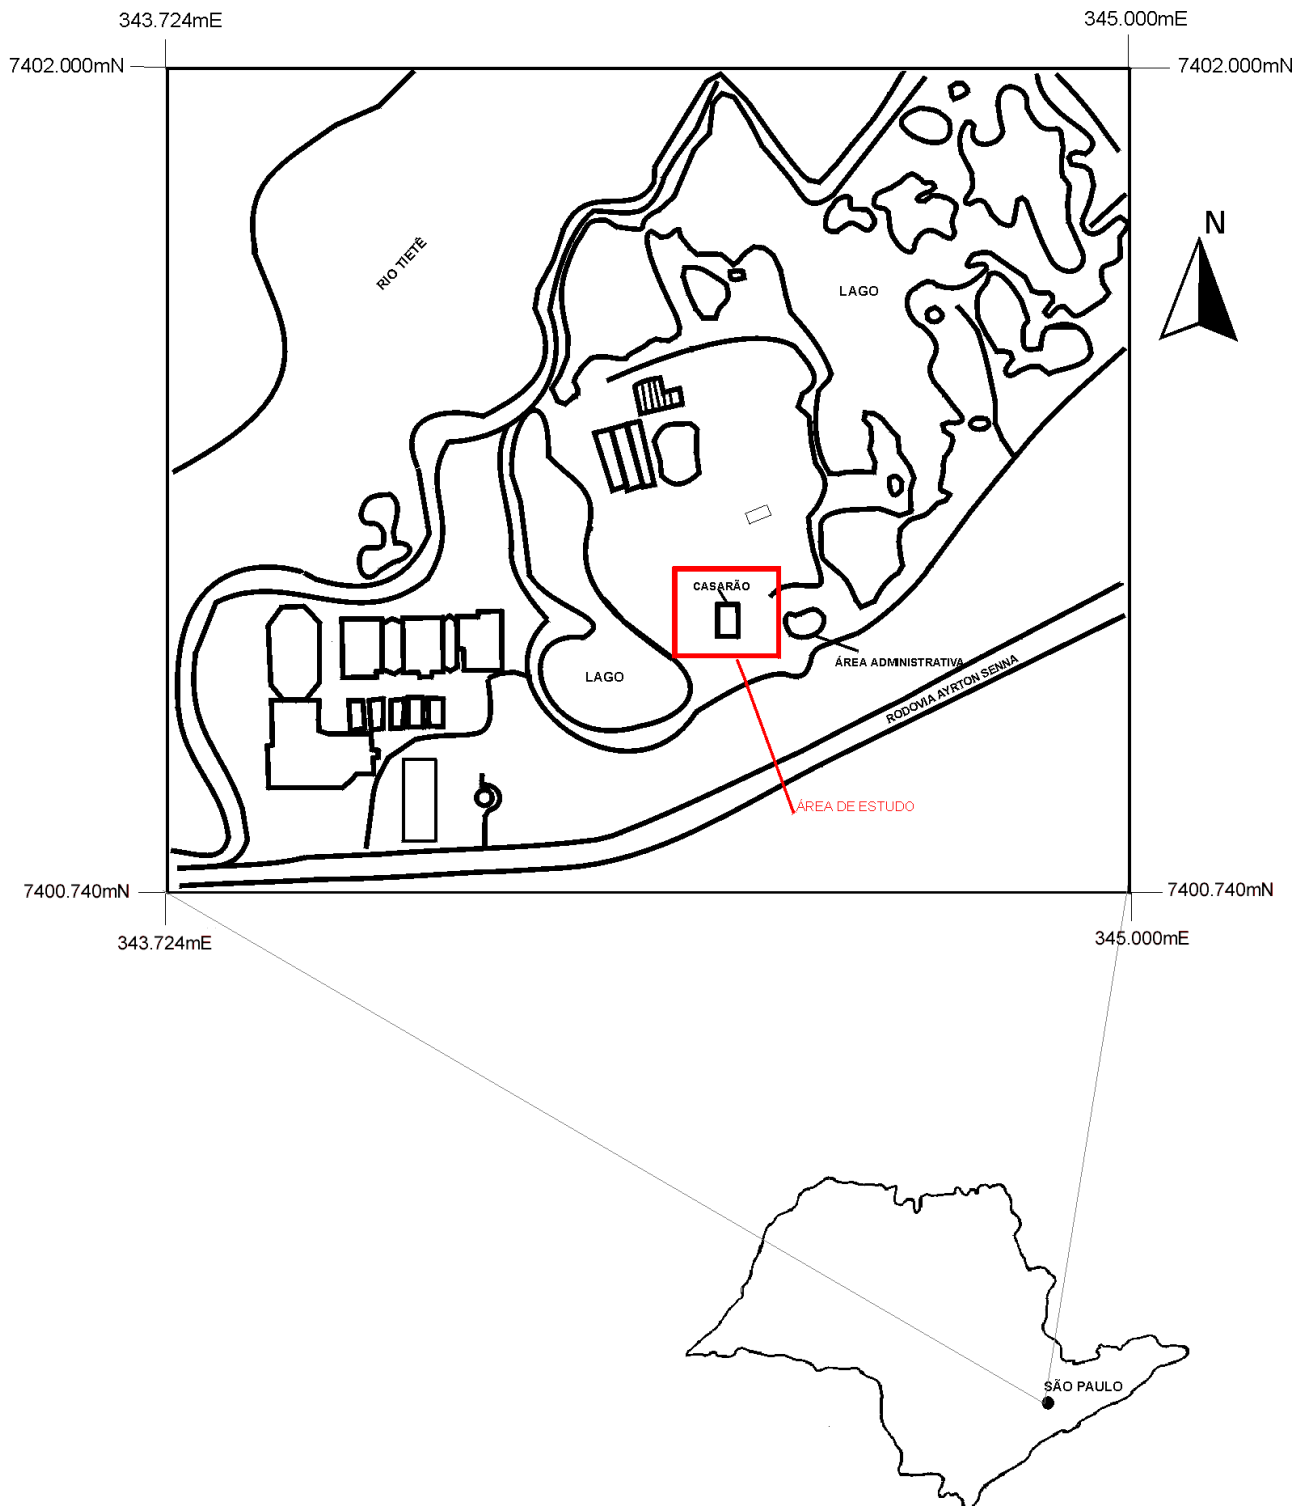 343.724mE
345.000mE
7402.000mN
7402.000mN
N
RIO TIETÊ
LAGO
CASARÃO
ÁREA ADMINISTRATIVA
LAGO
RODOVIA AYRTON SENNA
ÁREA DE ESTUDO
7400.740mN
7400.740mN
343.724mE
345.000mE
SÃO PAULO